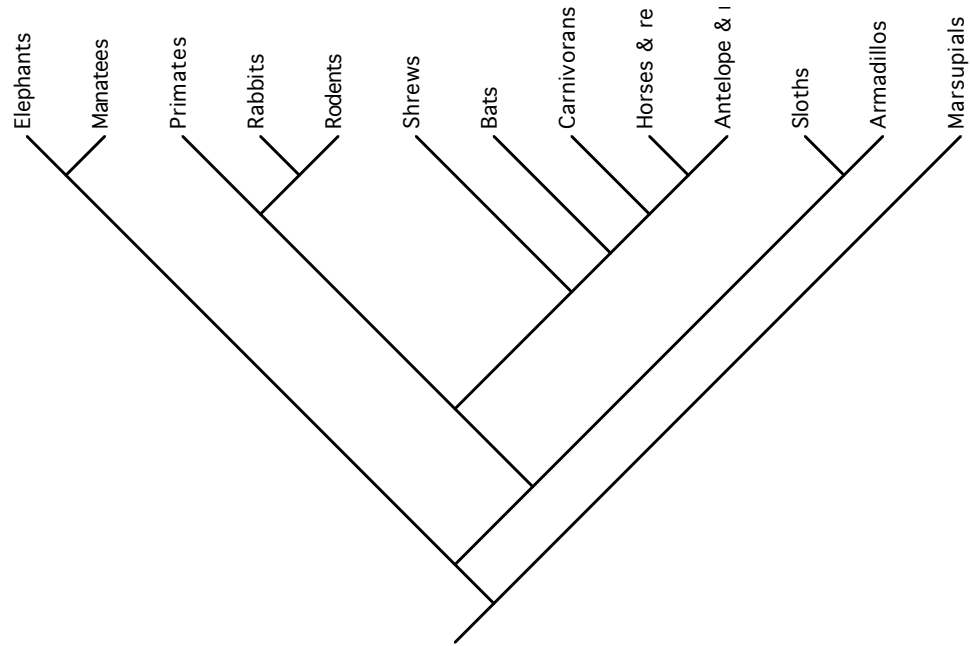 Elephants
Manatees
Primates
Rabbits
Rodents
Shrews
Bats
Carnivorans
Horses & re
Antelope &
Sloths
Armadillos
Marsupials